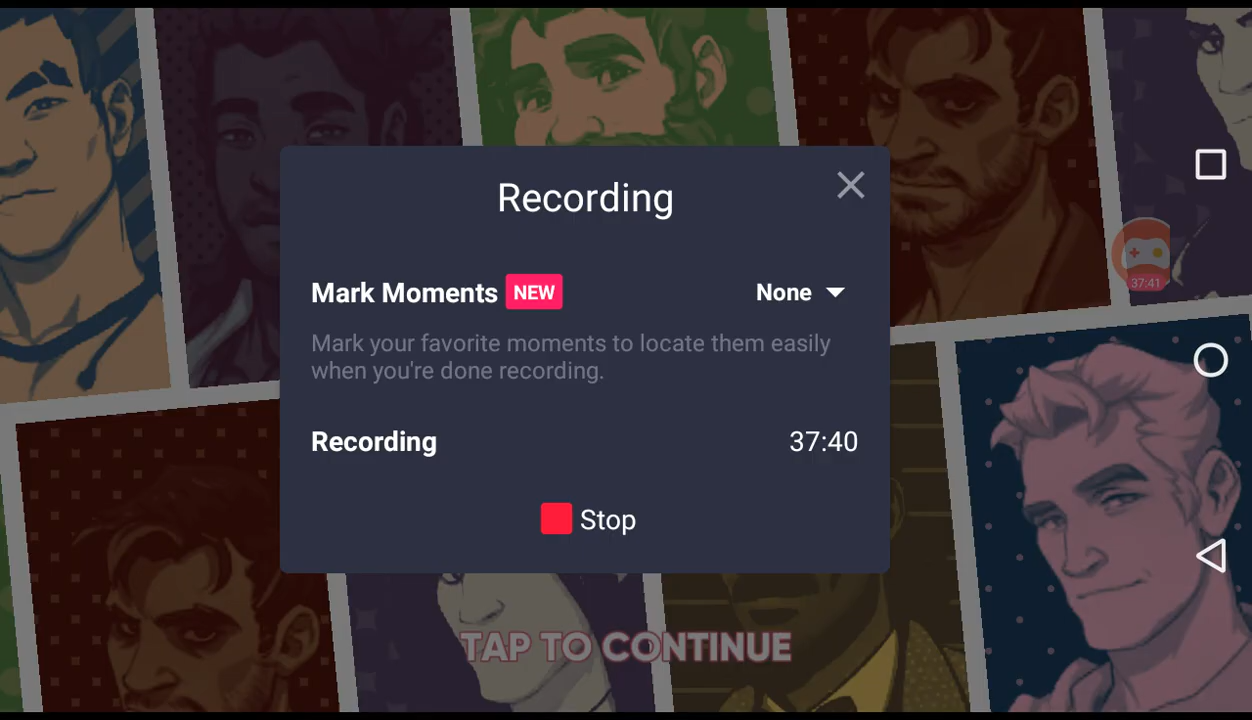 Recording
Mark Moments NEW None
Mark your favorite moments to locate them easily
when you're done recording.
37:41
Recording 37:40
Stop
TAP TO CONTINUE